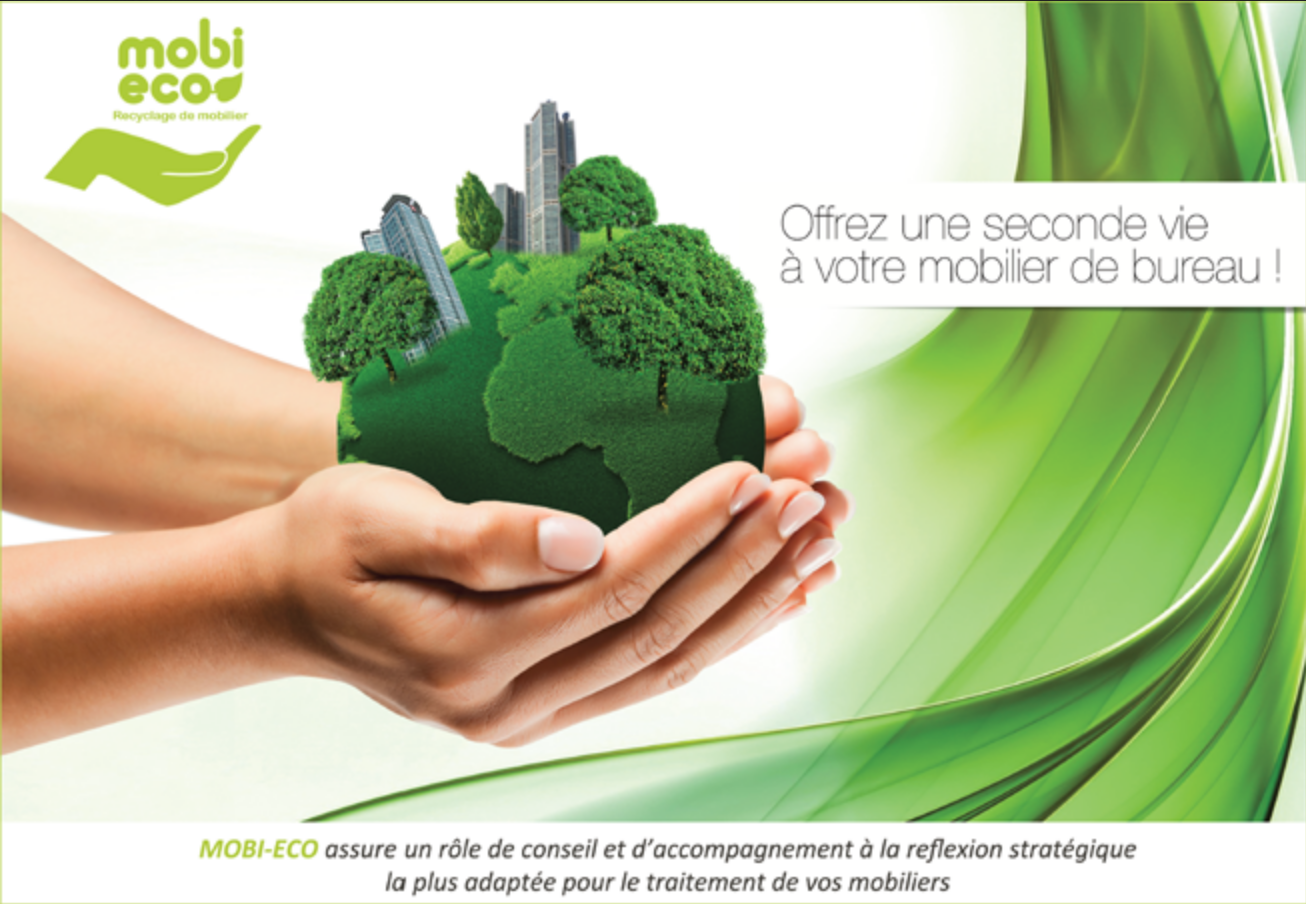 mobi
eco
Recyclage de mobilier
Offrez une seconde vie
à votre mobilier de bureau !
MOBI-ECO assure un rôle de conseil et d'accompagnement à la reflexion stratégique
la plus adaptée pour le traitement de vos mobiliers